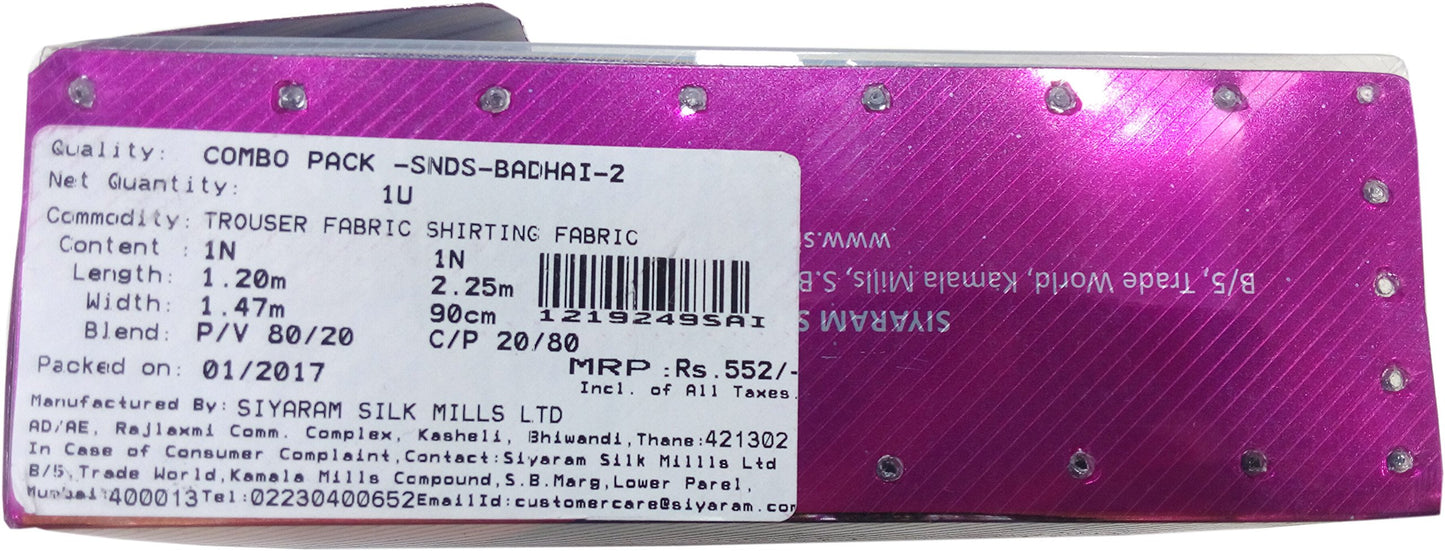 Quality: COMBO PACK -SNDS-BADHAI-2
Net Quantity: 1U
Commodity: TROUSER FABRIC SHIRTING FABRIC
Content : 1N 1N
Length: 1.20m 2.25m
Width: 1.47m 90cm
Blend: P/V 80/20 C/P 20/80
1219249SAI
Packed on: 01/2017 MRP :Rs.552/-
Incl. of All Taxes.
Manufactured By: SIYARAM SILK MILLS LTD
AD/AE, Rajlaxmi Comm. Complex, Kasheli, Bhiwandi,Thane:421302
In Case of Consumer Complaint,Contact:Siyaram Silk Millls Ltd
B/5,Trade World,Kamala Mills Compound,S.B.Marg,Lower Parel,
Mumbai:400013Tel:02230400652EmailId:customercare@siyaram.com
SIYARAM S
B/5, Trade World, Kamala Mills, S.B
www.s